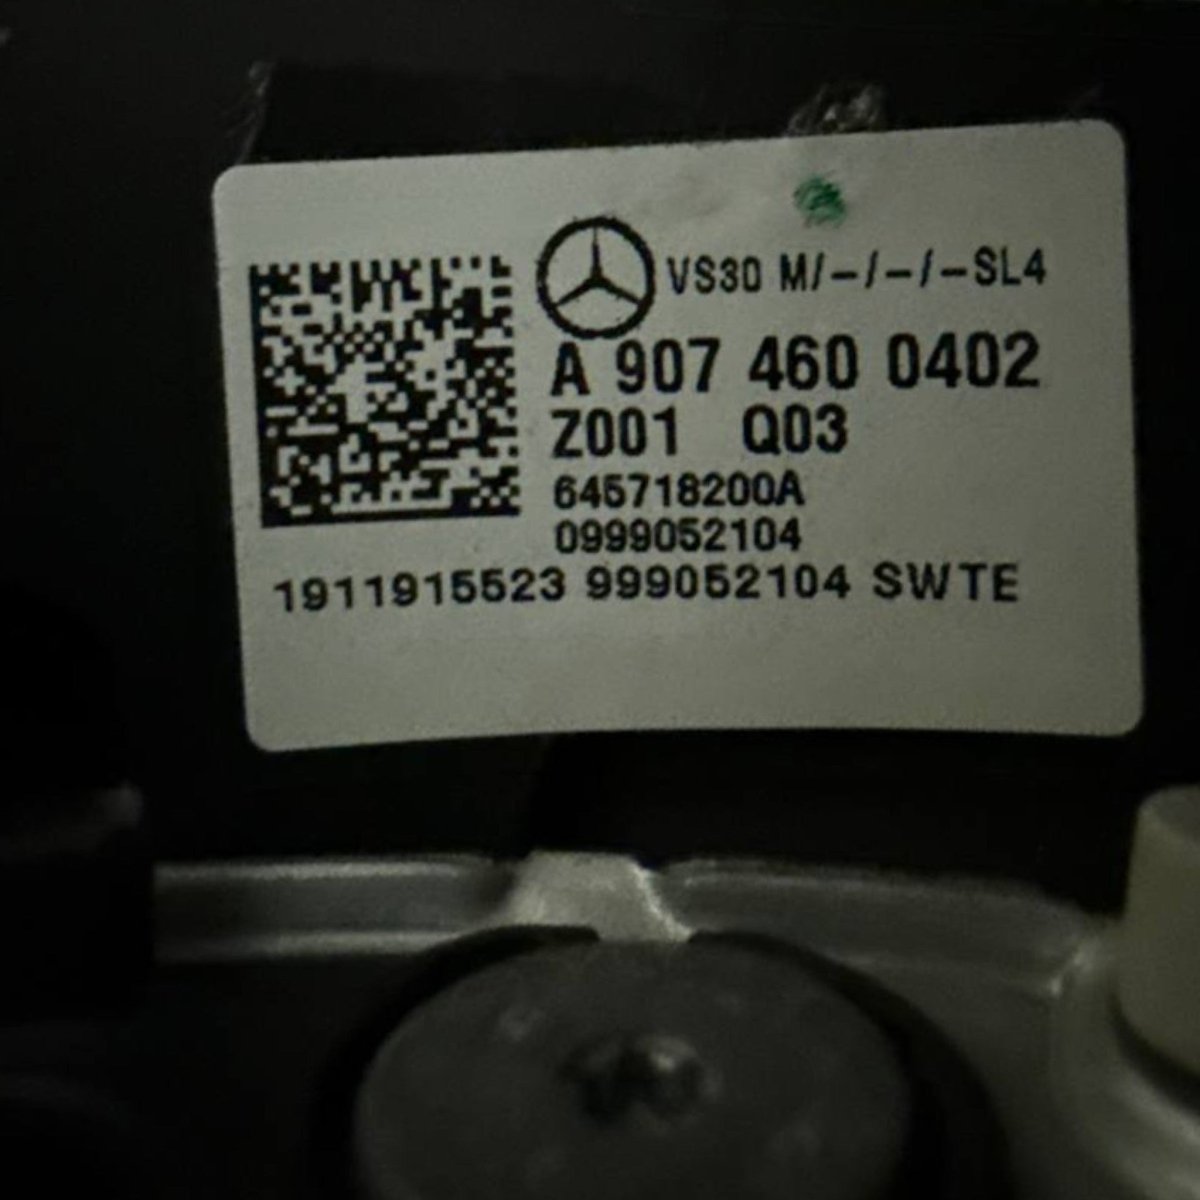 VS30 M/-/-/-SL4
A 907 460 0402
Z001 Q03
645718200A
0999052104
1911915523 999052104 SWTE